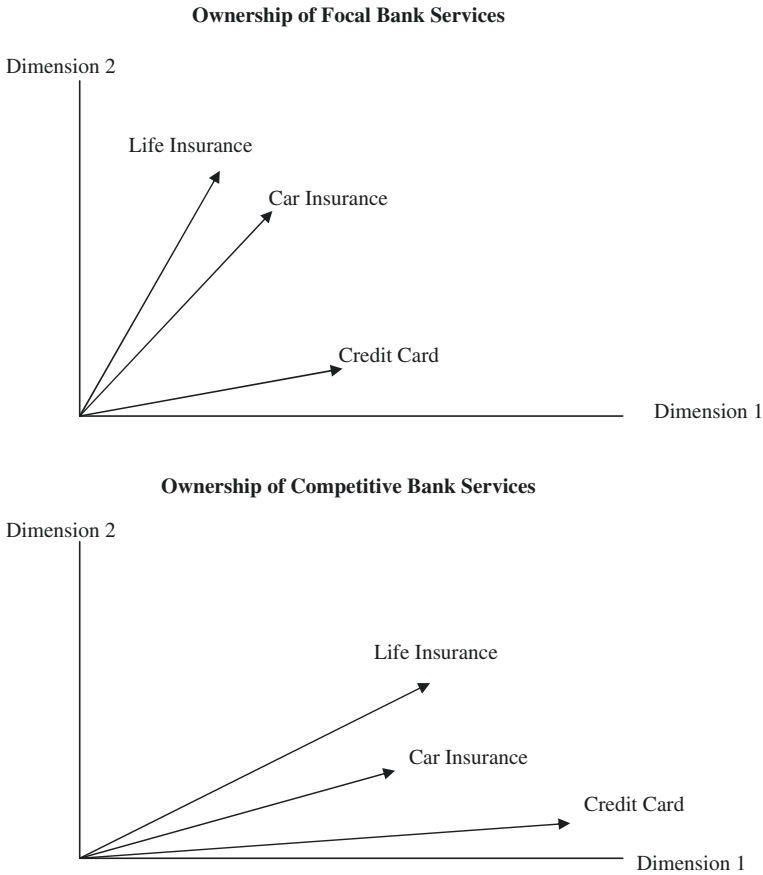 Ownership of Focal Bank Services
Dimension 2
Life Insurance
Car Insurance
Credit Card
Dimension 1
Ownership of Competitive Bank Services
Dimension 2
Life Insurance
Car Insurance
Credit Card
Dimension 1